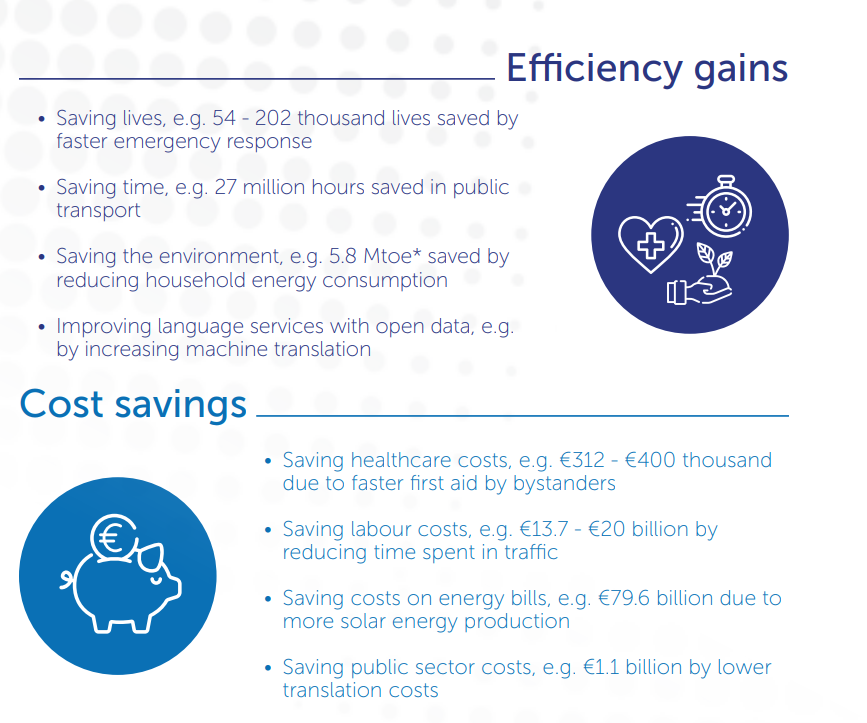 Efficiency gains
• Saving lives, e.g. 54 - 202 thousand lives saved by
faster emergency response
• Saving time, e.g. 27 million hours saved in public
transport
• Saving the environment, e.g. 5.8 Mtoe* saved by
reducing household energy consumption
• Improving language services with open data, e.g.
by increasing machine translation
Cost savings
• Saving healthcare costs, e.g. €312 - €400 thousand
due to faster first aid by bystanders
• Saving labour costs, e.g. €13.7 - €20 billion by
reducing time spent in traffic
• Saving costs on energy bills, e.g. €79.6 billion due to
more solar energy production
• Saving public sector costs, e.g. €1.1 billion by lower
translation costs
€